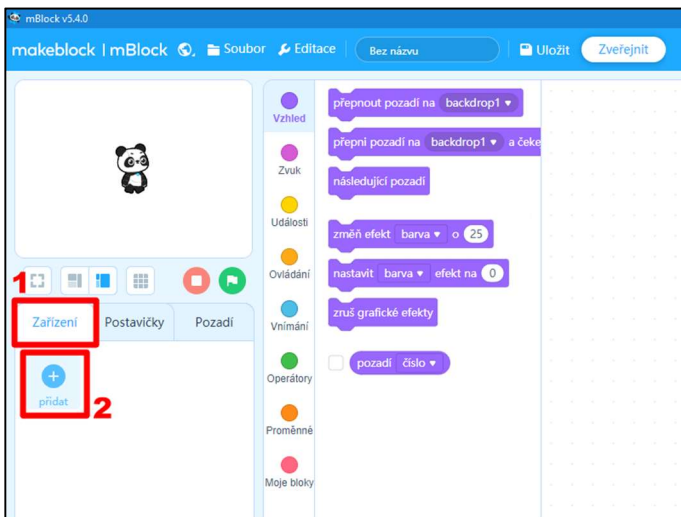 mBlock v5.4.0
makeblock | mBlock Soubor Editace Bez názvu Uložit Zveřejnit
Vzhled
Zvuk
Události
Ovládání
Vnímání
Operátory
Proměnné
Moje bloky
přepnout pozadí na backdrop1
přepni pozadí na backdrop1 a čeke
následující pozadí
změň efekt barva o 25
nastavit barva efekt na 0
zruš grafické efekty
pozadí číslo
1
Zařízení Postavičky Pozadí
přidat
2